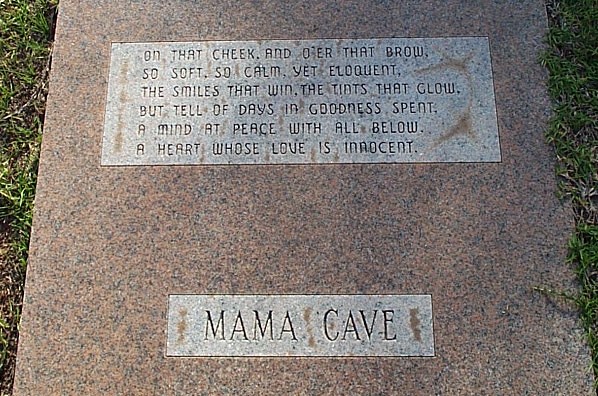 ON THAT CHEEK, AND O'ER THAT BROW,
SO SOFT, SO CALM, YET ELOQUENT,
THE SMILES THAT WIN, THE TINTS THAT GLOW,
BUT TELL OF DAYS IN GOODNESS SPENT,
A MIND AT PEACE WITH ALL BELOW,
A HEART WHOSE LOVE IS INNOCENT.
MAMA CAVE